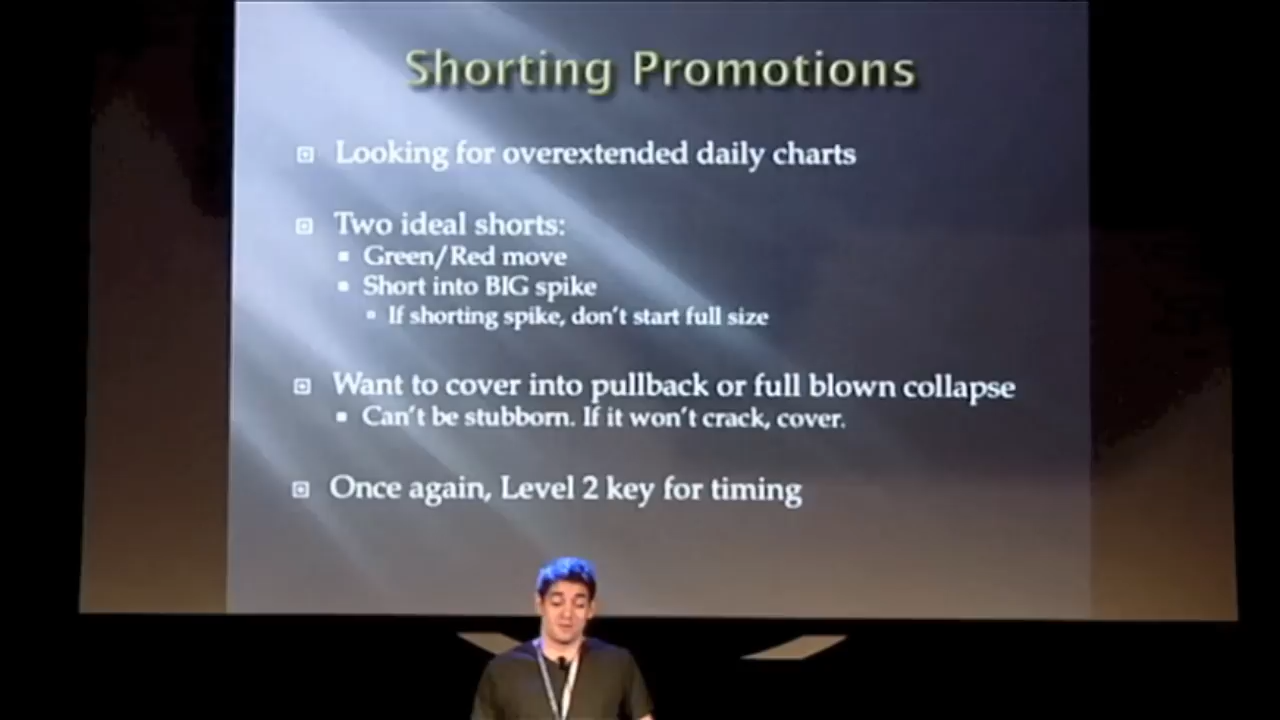 Shorting Promotions
Looking for overextended daily charts
Two ideal shorts:
Green/Red move
Short into BIG spike
If shorting spike, don't start full size
Want to cover into pullback or full blown collapse
Can't be stubborn. If it won't crack, cover.
Once again, Level 2 key for timing